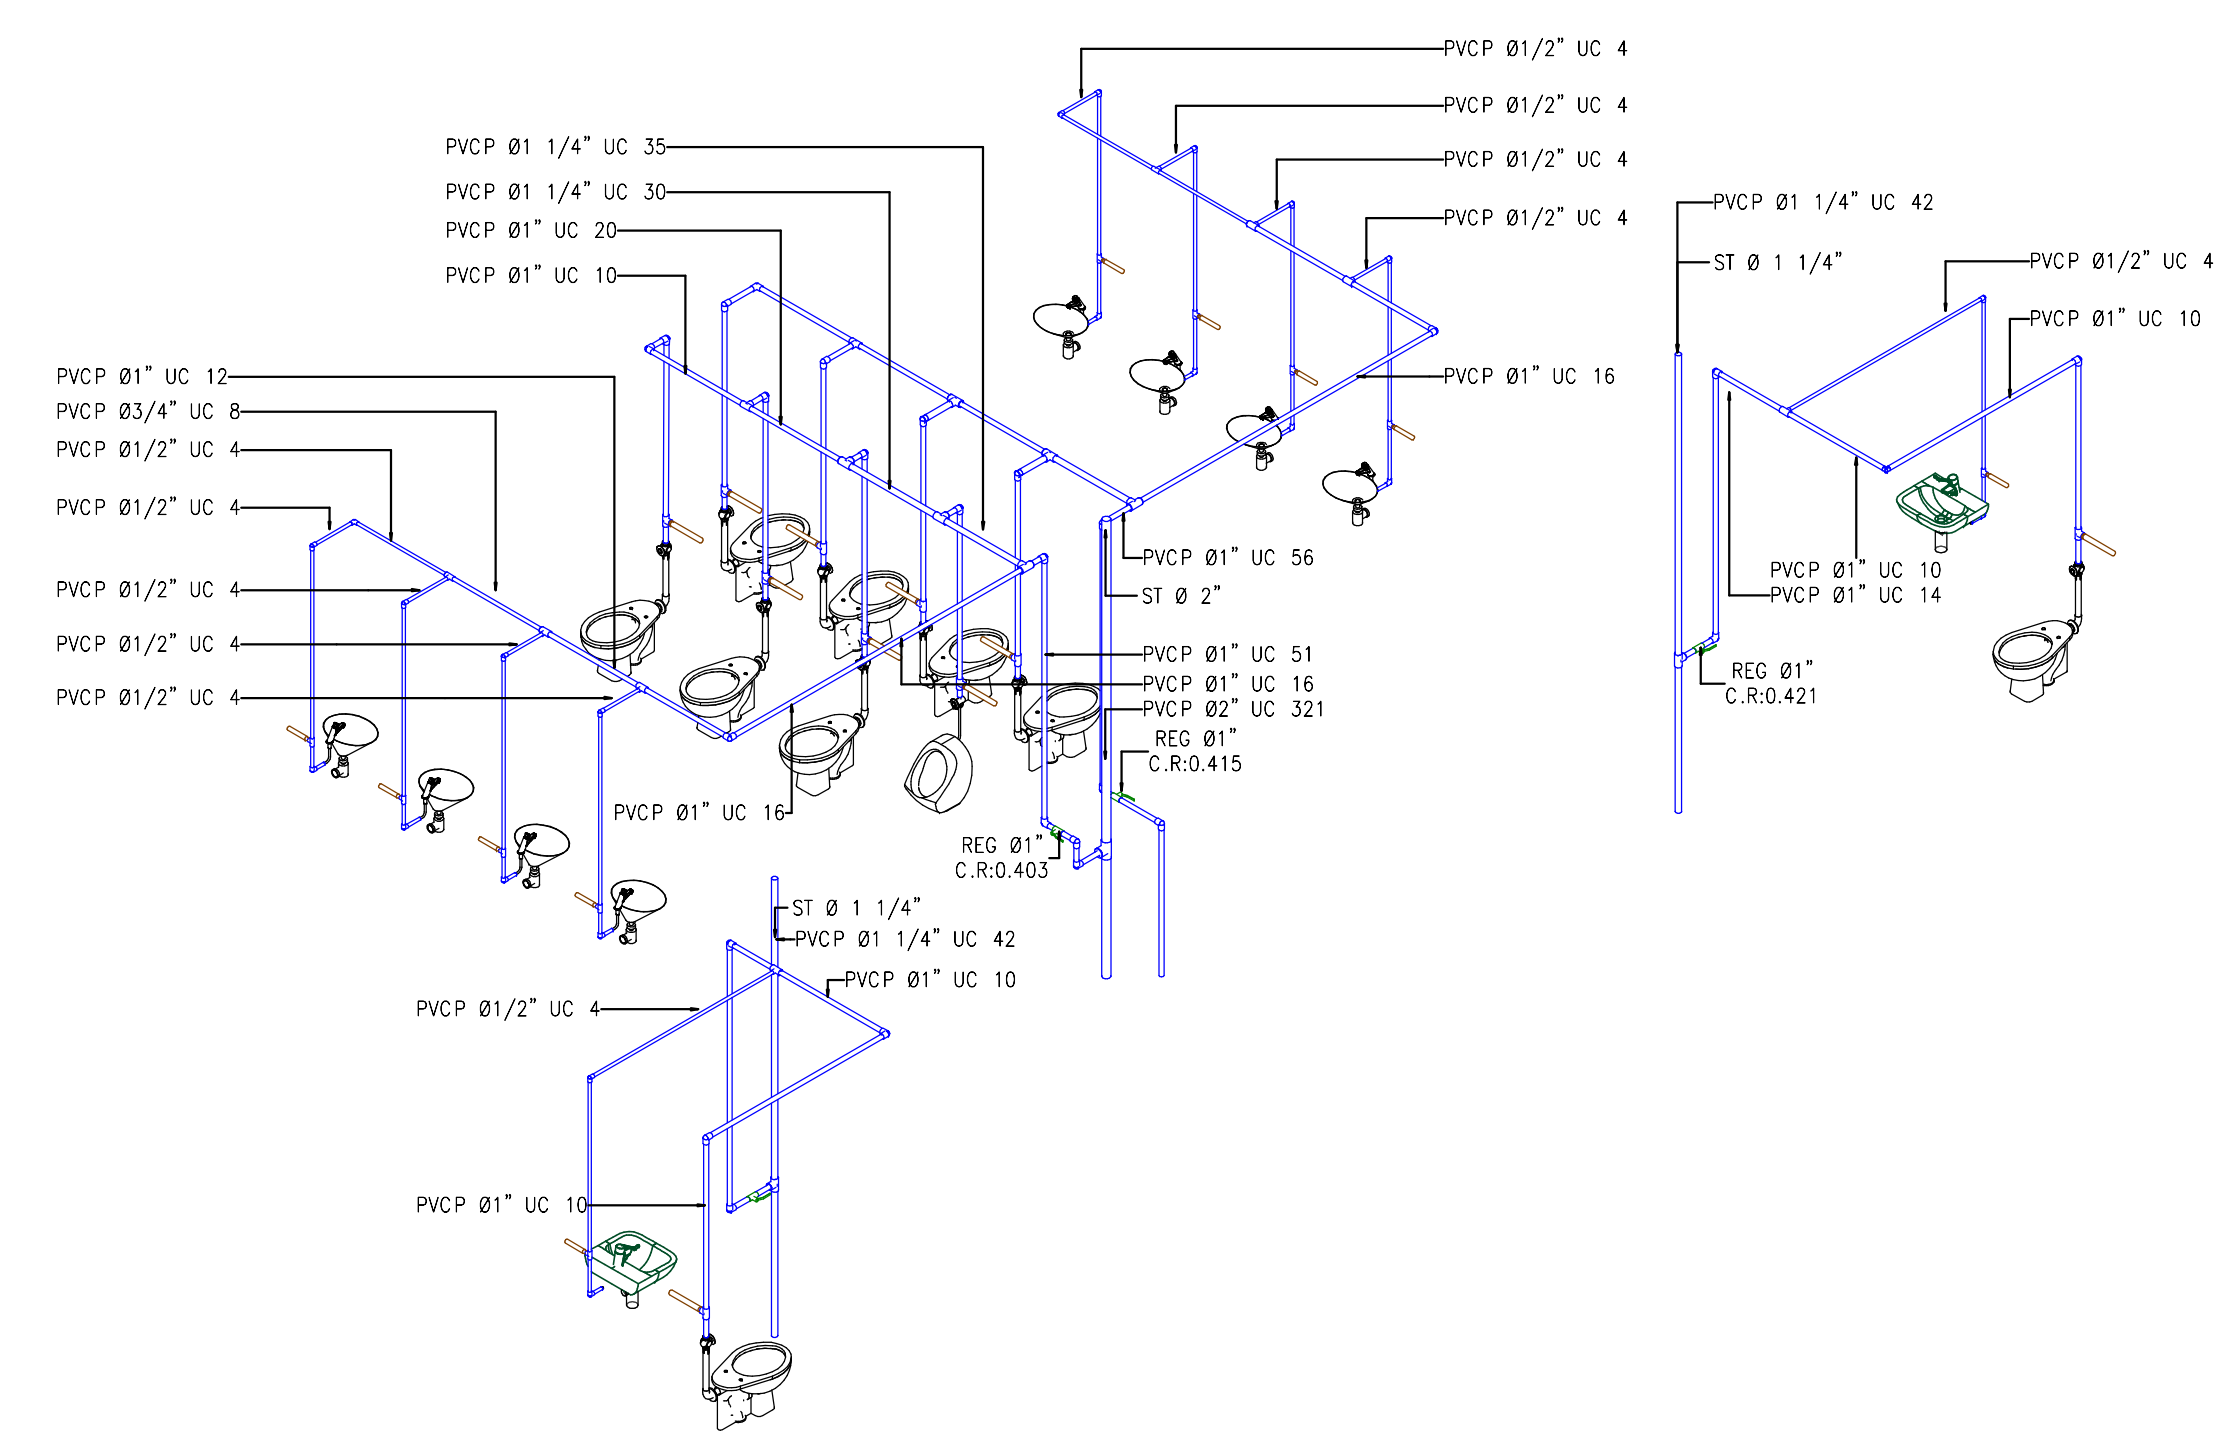 PVCP Ø1/2" UC 4
PVCP Ø1/2" UC 4
PVCP Ø1/2" UC 4
PVCP Ø1/2" UC 4
PVCP Ø1" UC 16
PVCP Ø1 1/4" UC 35
PVCP Ø1 1/4" UC 30
PVCP Ø1" UC 20
PVCP Ø1" UC 10
PVCP Ø1" UC 12
PVCP Ø3/4" UC 8
PVCP Ø1/2" UC 4
PVCP Ø1/2" UC 4
PVCP Ø1/2" UC 4
PVCP Ø1/2" UC 4
PVCP Ø1/2" UC 4
PVCP Ø1 1/4" UC 42
ST Ø 1 1/4"
PVCP Ø1/2" UC 4
PVCP Ø1" UC 10
PVCP Ø1" UC 10
PVCP Ø1" UC 14
REG Ø1"
C.R:0.421
PVCP Ø1" UC 56
ST Ø 2"
PVCP Ø1" UC 51
PVCP Ø1" UC 16
PVCP Ø2" UC 321
REG Ø1"
C.R:0.415
PVCP Ø1" UC 16
REG Ø1"
C.R:0.403
ST Ø 1 1/4"
PVCP Ø1 1/4" UC 42
PVCP Ø1" UC 10
PVCP Ø1/2" UC 4
PVCP Ø1" UC 10